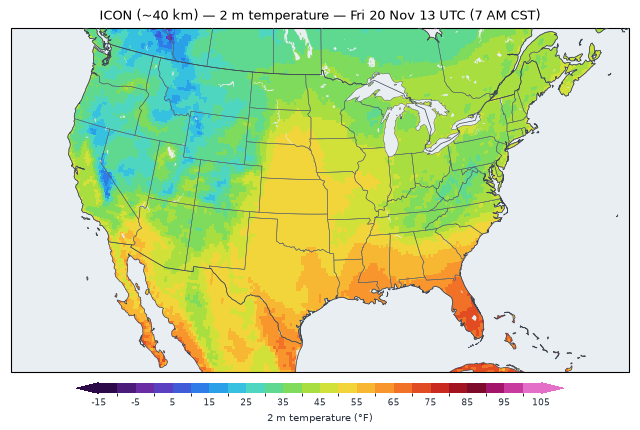 ICON (~40 km) — 2 m temperature — Fri 20 Nov 13 UTC (7 AM CST)
-15 -5 5 15 25 35 45 55 65 75 85 95 105
2 m temperature (°F)